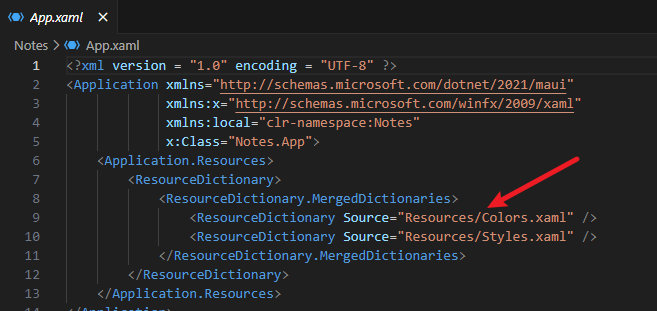 App.xaml
Notes > App.xaml
1 <?xml version = "1.0" encoding = "UTF-8" ?>
2 <Application xmlns="http://schemas.microsoft.com/dotnet/2021/maui"
3 xmlns:x="http://schemas.microsoft.com/winfx/2009/xaml"
4 xmlns:local="clr-namespace:Notes"
5 x:Class="Notes.App">
6 <Application.Resources>
7 <ResourceDictionary>
8 <ResourceDictionary.MergedDictionaries>
9 <ResourceDictionary Source="Resources/Colors.xaml" />
10 <ResourceDictionary Source="Resources/Styles.xaml" />
11 </ResourceDictionary.MergedDictionaries>
12 </ResourceDictionary>
13 </Application.Resources>